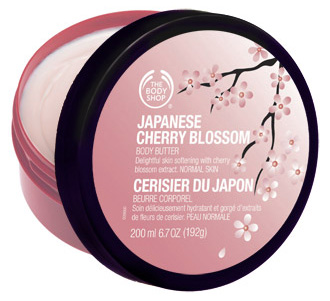 THE
BODY
SHOP
JAPANESE
CHERRY BLOSSOM
BODY BUTTER
Delightful skin softening with cherry
blossom extract. NORMAL SKIN
CERISIER DU JAPON
BEURRE CORPOREL
Soin délicieusement hydratant et gorgé d'extraits
de fleurs de cerisier. PEAU NORMALE
200 ml 6.7 OZ (192g)